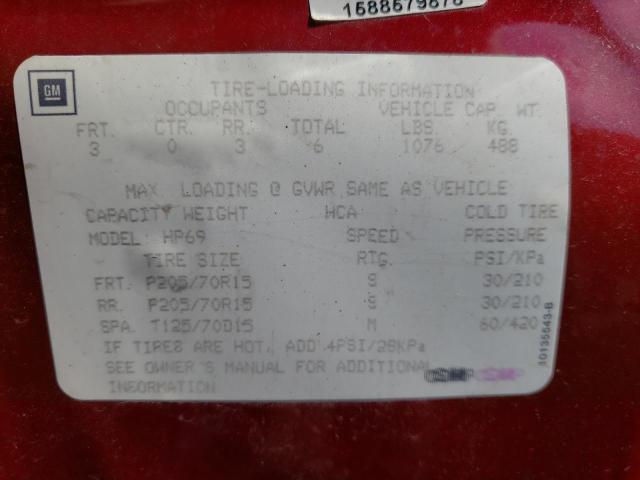 1588579878
GM
TIRE-LOADING INFORMATION
OCCUPANTS VEHICLE CAP. WT.
FRT. CTR. RR. TOTAL LBS. KG.
3 0 3 6 1076 488
MAX. LOADING @ GVWR SAME AS VEHICLE
CAPACITY WEIGHT HCA COLD TIRE
MODEL: HP69 SPEED PRESSURE
TIRE SIZE RTG. PSI/KPa
FRT. P205/70R15 S 30/210
RR. P205/70R15 S 30/210
SPA. T125/70D15 M 60/420
IF TIRES ARE HOT, ADD 4PSI/28KPa
SEE OWNER'S MANUAL FOR ADDITIONAL
INFORMATION
10135543-B